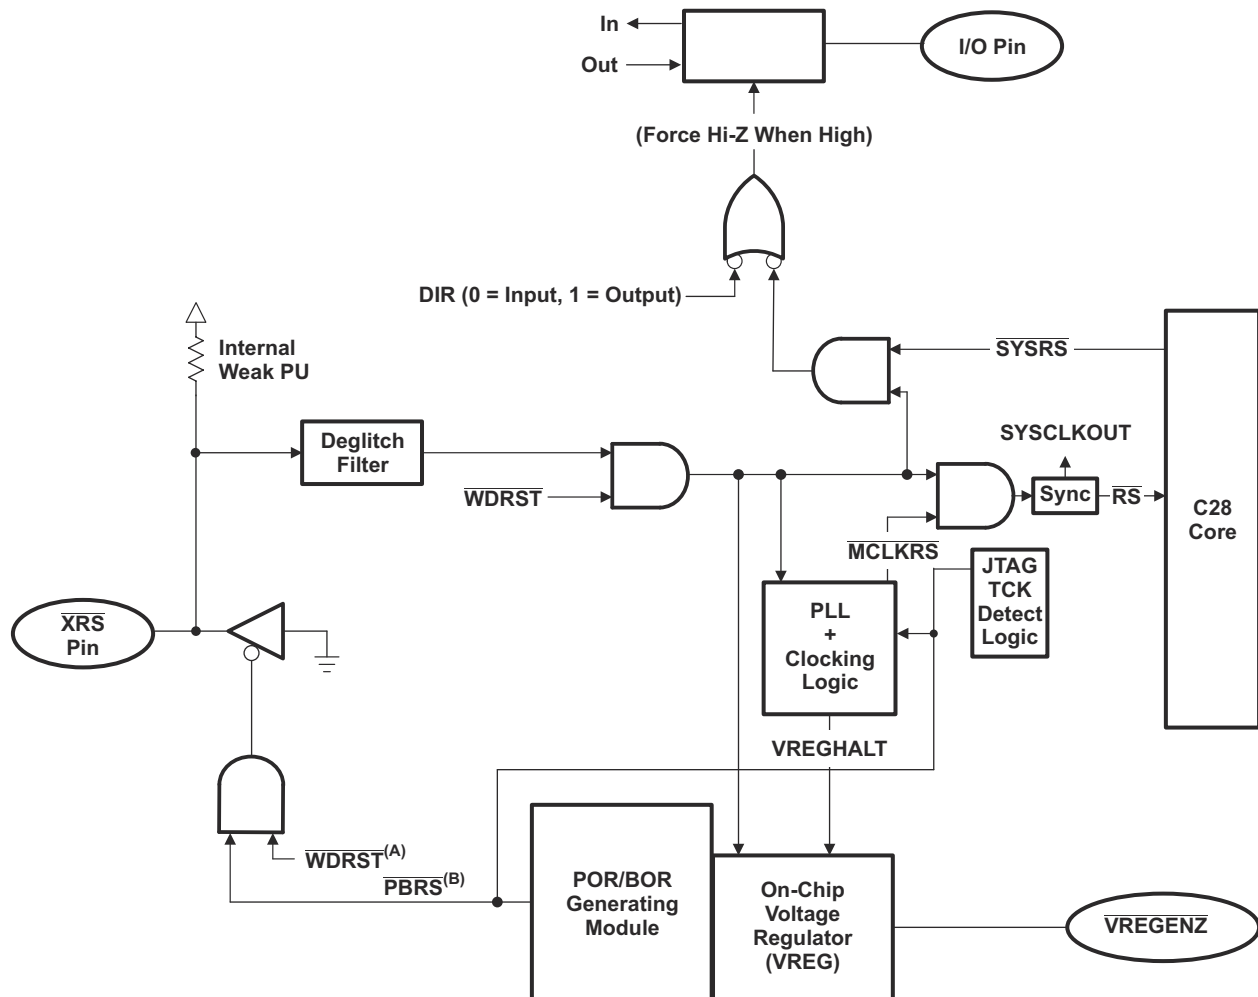 In
Out
I/O Pin
(Force Hi-Z When High)
DIR (0 = Input, 1 = Output)
Internal
Weak PU
SYSRS
Deglitch
Filter
SYSCLKOUT
WDRST
Sync
RS
C28
Core
MCLKRS
JTAG
TCK
Detect
Logic
XRS
Pin
PLL
+
Clocking
Logic
VREGHALT
WDRST(A)
PBRS(B)
POR/BOR
Generating
Module
On-Chip
Voltage
Regulator
(VREG)
VREGENZ